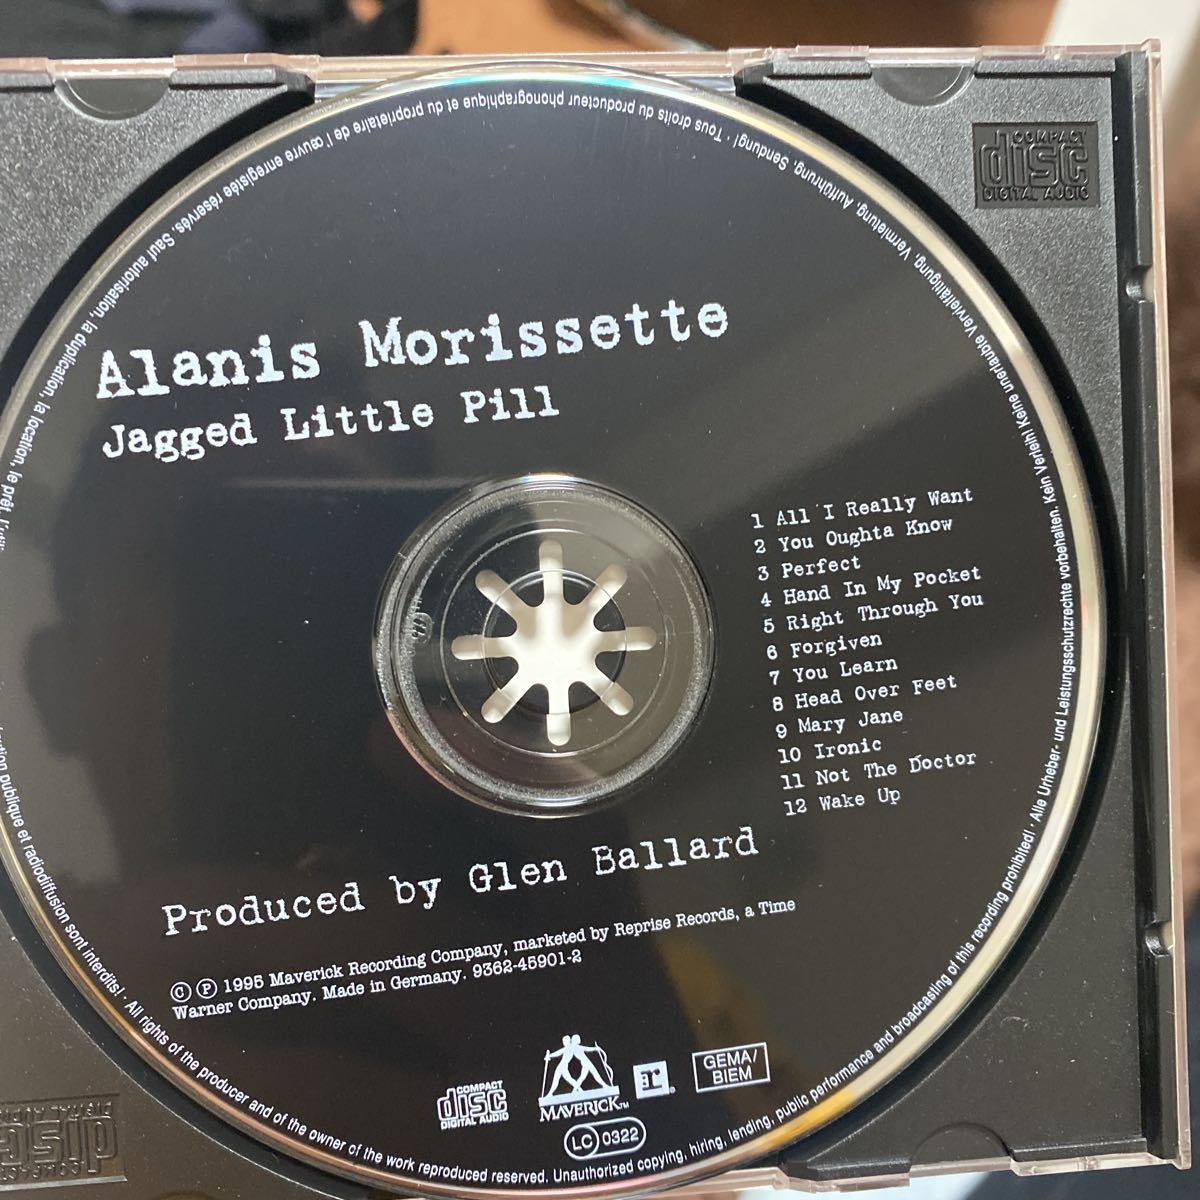 Alanis Morissette
Jagged Little Pill
1 All I Really Want
2 You Oughta Know
3 Perfect
4 Hand In My Pocket
5 Right Through You
6 Forgiven
7 You Learn
8 Head Over Feet
9 Mary Jane
10 Ironic
11 Not The Doctor
12 Wake Up
Produced by Glen Ballard
© ℗ 1995 Maverick Recording Company, marketed by Reprise Records, a Time
Warner Company. Made in Germany. 9362-45901-2
COMPACT
disc
DIGITAL AUDIO
MAVERICK™
r®
GEMA/
BIEM
LC 0322
All rights of the producer and of the owner of the work reproduced reserved. Unauthorized copying, hiring, lending, public performance and broadcasting of this recording prohibited! · Alle Urheber- und Leistungsschutzrechte vorbehalten. Kein Verleih! Keine unerlaubte Vervielfältigung, Vermietung, Aufführung, Sendung! · Tous droits du producteur phonographique et du propriétaire de l'œuvre enregistée réservés. Sauf autorisation, la duplication, la location, le prêt, publique et radiodiffusion sont interdits! ·
COMPACT
disc
DIGITAL AUDIO
COMPACT
disc
DIGITAL AUDIO